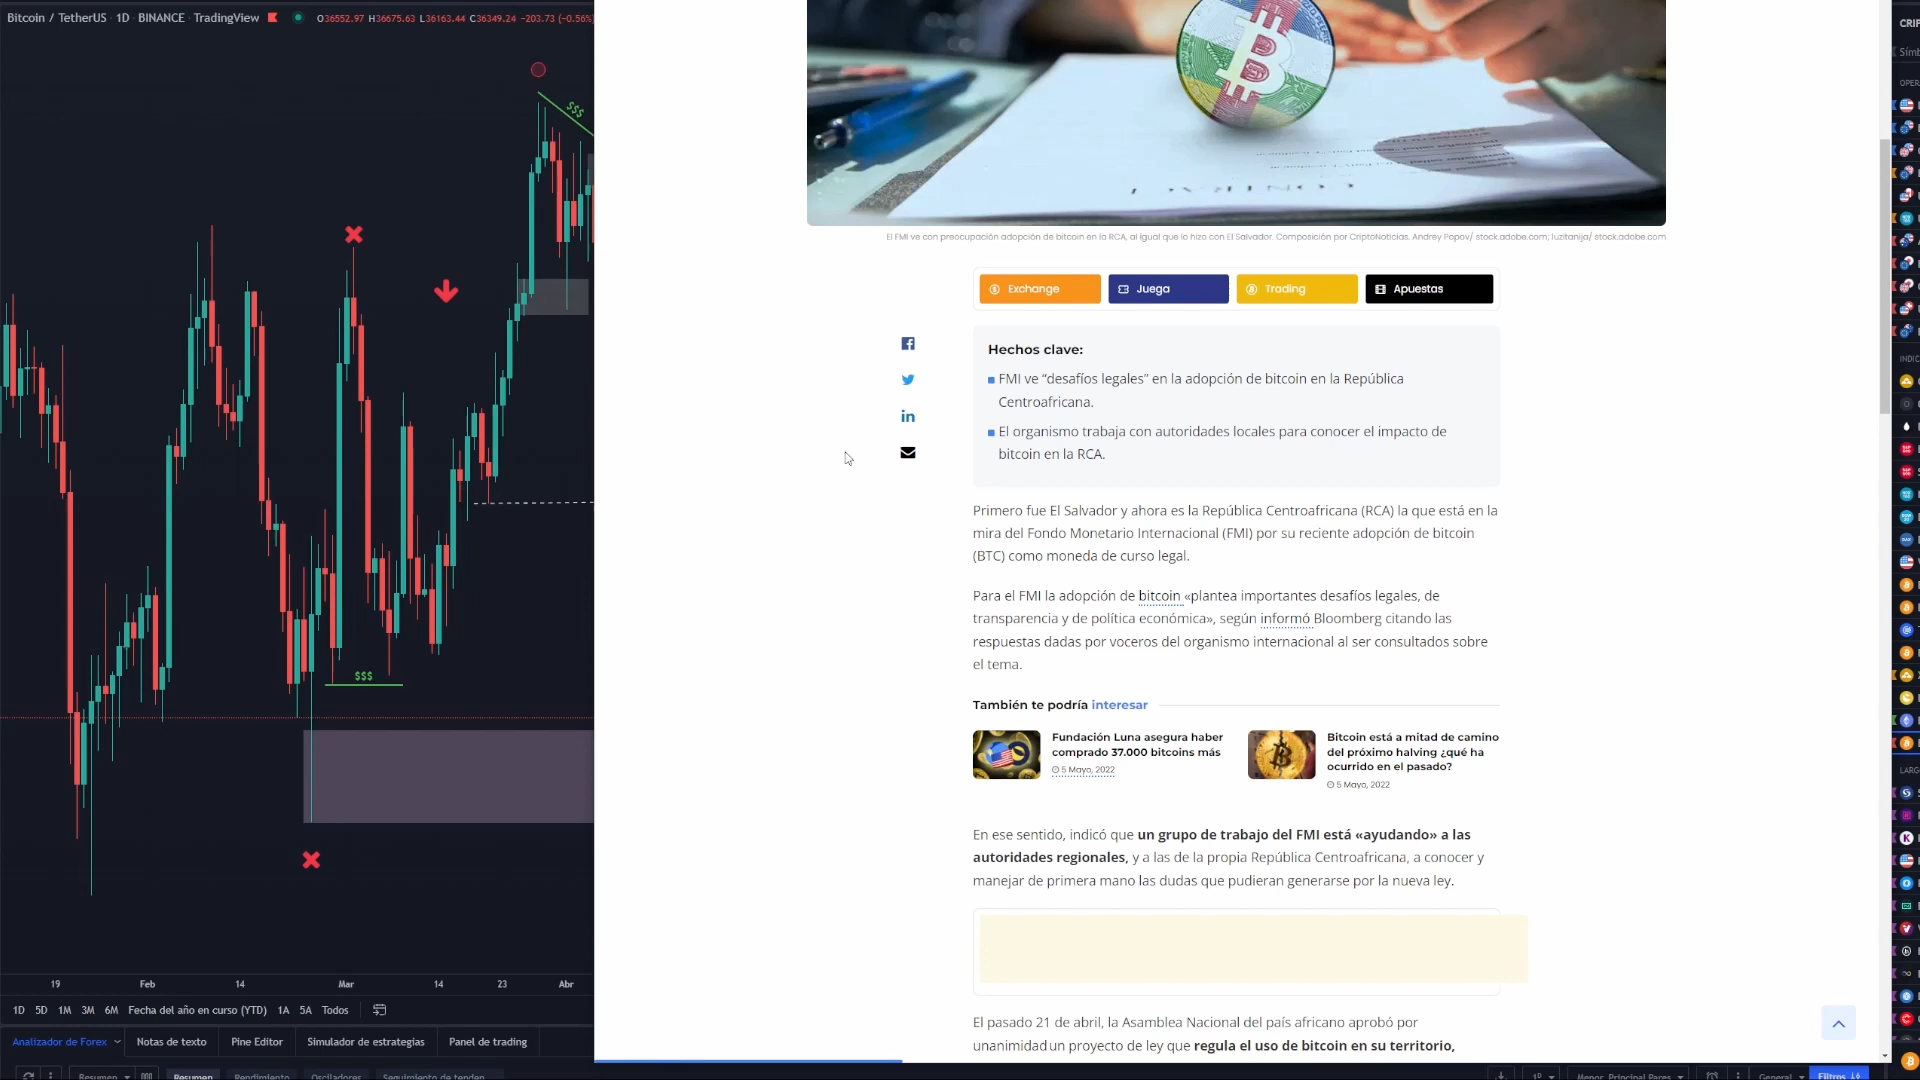 Bitcoin / TetherUS · 1D · BINANCE · TradingView
O36552.97 H36675.63 L36163.44 C36349.24 -203.73 (-0.56%)
$$$
$$$
19 Feb 14 Mar 14 23 Abr
1D 5D 1M 3M 6M Fecha del año en curso (YTD) 1A 5A Todos
Analizador de Forex Notas de texto Pine Editor Simulador de estrategias Panel de trading
Resumen Resumen Rendimiento Osciladores
El FMI ve con preocupación adopción de bitcoin en la RCA, al igual que lo hizo con El Salvador. Composición por CriptoNoticias. Andrey Popov/ stock.adobe.com; luzitanija/ stock.adobe.com
Exchange Juega Trading Apuestas
Hechos clave:
FMI ve “desafíos legales” en la adopción de bitcoin en la República
Centroafricana.
El organismo trabaja con autoridades locales para conocer el impacto de
bitcoin en la RCA.
Primero fue El Salvador y ahora es la República Centroafricana (RCA) la que está en la
mira del Fondo Monetario Internacional (FMI) por su reciente adopción de bitcoin
(BTC) como moneda de curso legal.
Para el FMI la adopción de bitcoin «plantea importantes desafíos legales, de
transparencia y de política económica», según informó Bloomberg citando las
respuestas dadas por voceros del organismo internacional al ser consultados sobre
el tema.
También te podría interesar
Fundación Luna asegura haber
comprado 37.000 bitcoins más
5 Mayo, 2022
Bitcoin está a mitad de camino
del próximo halving ¿qué ha
ocurrido en el pasado?
5 Mayo, 2022
En ese sentido, indicó que un grupo de trabajo del FMI está «ayudando» a las
autoridades regionales, y a las de la propia República Centroafricana, a conocer y
manejar de primera mano las dudas que pudieran generarse por la nueva ley.
El pasado 21 de abril, la Asamblea Nacional del país africano aprobó por
unanimidad un proyecto de ley que regula el uso de bitcoin en su territorio,
General Filtros